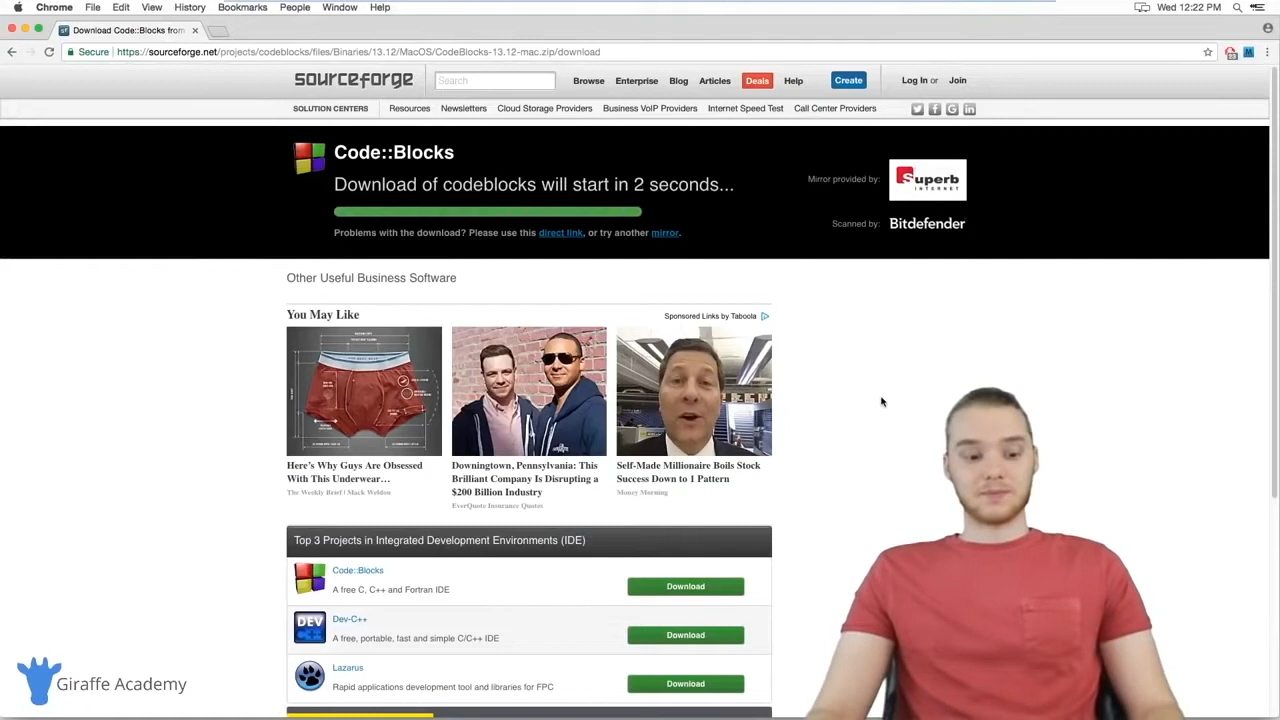 Chrome File Edit View History Bookmarks People Window Help Wed 12:22 PM
Download Code::Blocks from
Secure https://sourceforge.net/projects/codeblocks/files/Binaries/13.12/MacOS/CodeBlocks-13.12-mac.zip/download
sourceforge Search Browse Enterprise Blog Articles Deals Help Create Log In or Join
SOLUTION CENTERS Resources Newsletters Cloud Storage Providers Business VoIP Providers Internet Speed Test Call Center Providers
Code::Blocks
Download of codeblocks will start in 2 seconds...
Mirror provided by: Superb INTERNET
Problems with the download? Please use this direct link, or try another mirror.
Scanned by: Bitdefender
Other Useful Business Software
You May Like Sponsored Links by Taboola
Here's Why Guys Are Obsessed
With This Underwear...
The Weekly Brief | Mack Weldon
Downingtown, Pennsylvania: This
Brilliant Company Is Disrupting a
$200 Billion Industry
EverQuote Insurance Quotes
Self-Made Millionaire Boils Stock
Success Down to 1 Pattern
Money Morning
Top 3 Projects in Integrated Development Environments (IDE)
Code::Blocks
A free C, C++ and Fortran IDE
Download
DEV C++
Dev-C++
A free, portable, fast and simple C/C++ IDE
Download
Lazarus
Rapid applications development tool and libraries for FPC
Download
Giraffe Academy